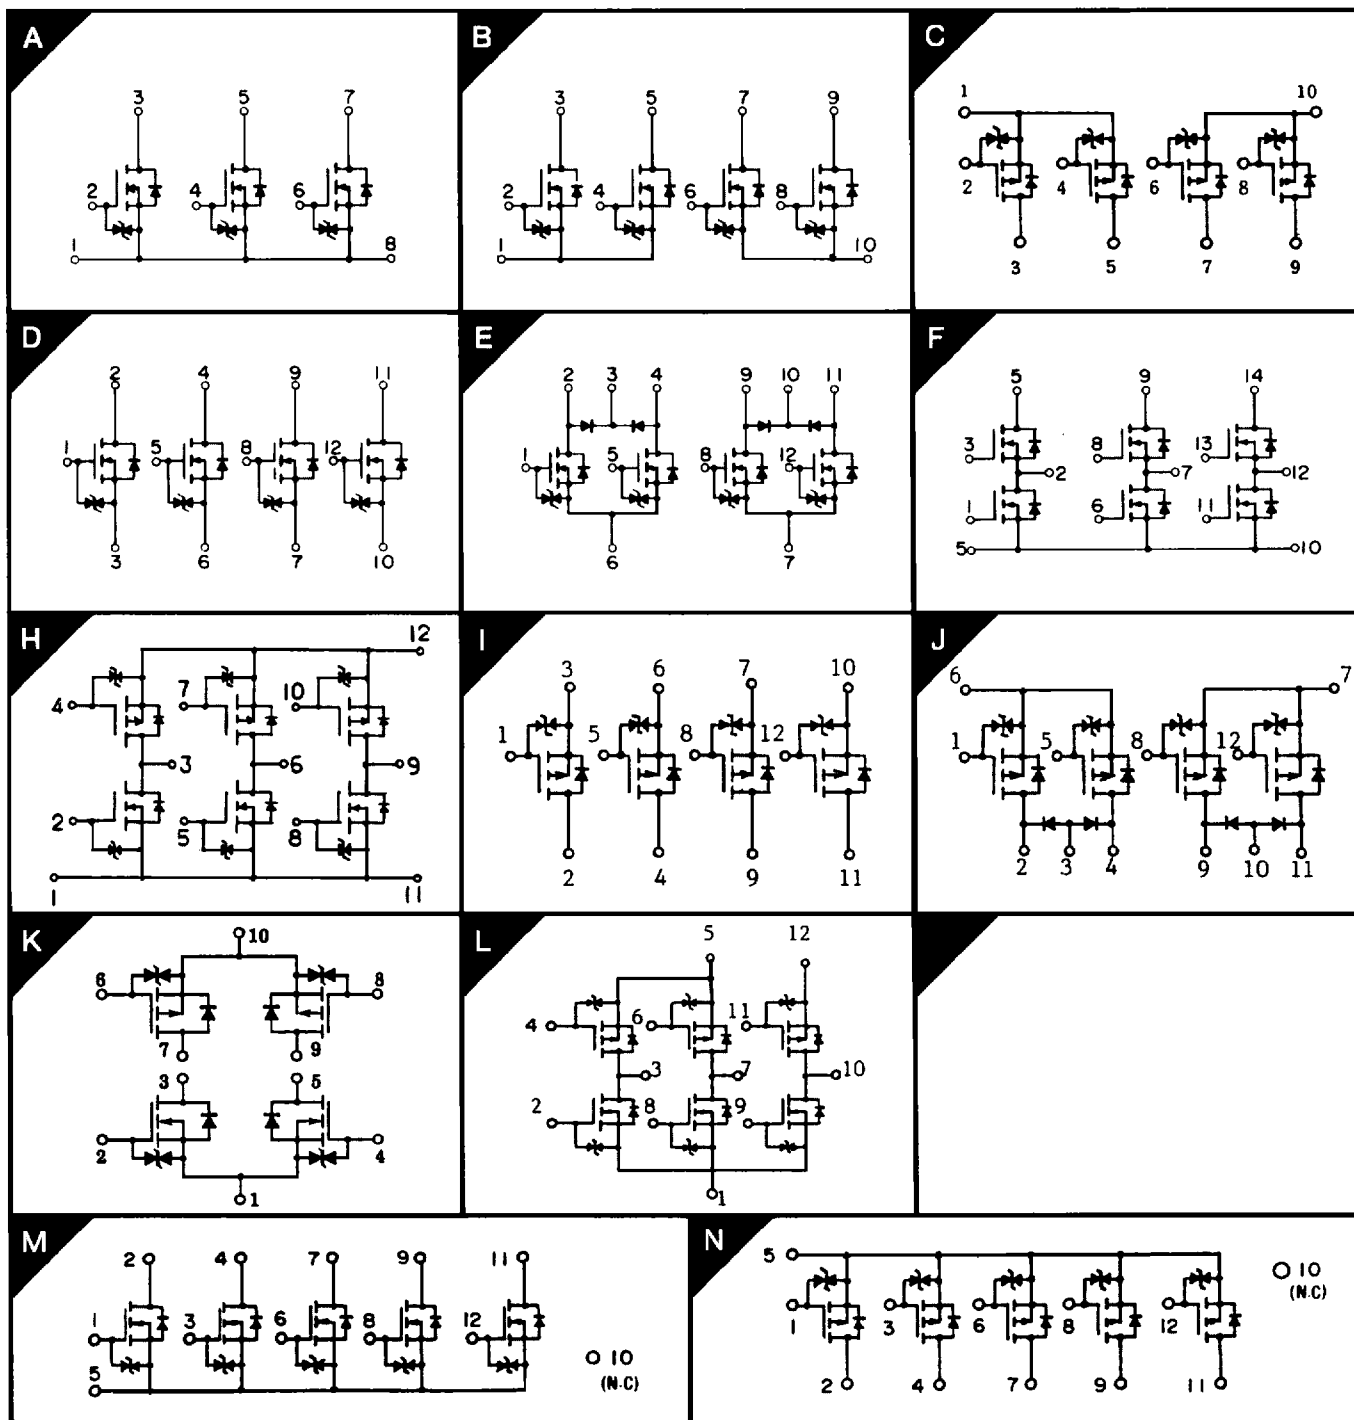 A
3 5 7
2 4 6
1 8
B
3 5 7 9
2 4 6 8
1 10
C
1 10
2 4 6 8
3 5 7 9
D
2 4 9 11
1 5 8 12
3 6 7 10
E
2 3 4 9 10 11
1 5 8 12
6 7
F
5 9 14
3 8 13
2 7 12
1 6 11
5 10
H
12
4 7 10
3 6 9
2 5 8
1 11
I
3 6 7 10
1 5 8 12
2 4 9 11
J
6 7
1 5 8 12
2 3 4 9 10 11
K
10
6 8
7 9
3 5
2 4
1
L
5 12
4 6 11
3 7 10
2 8 9
1
M
2 4 7 9 11
1 3 6 8 12
5
10
(N·C)
N
5
10
(N·C)
1 3 6 8 12
2 4 7 9 11